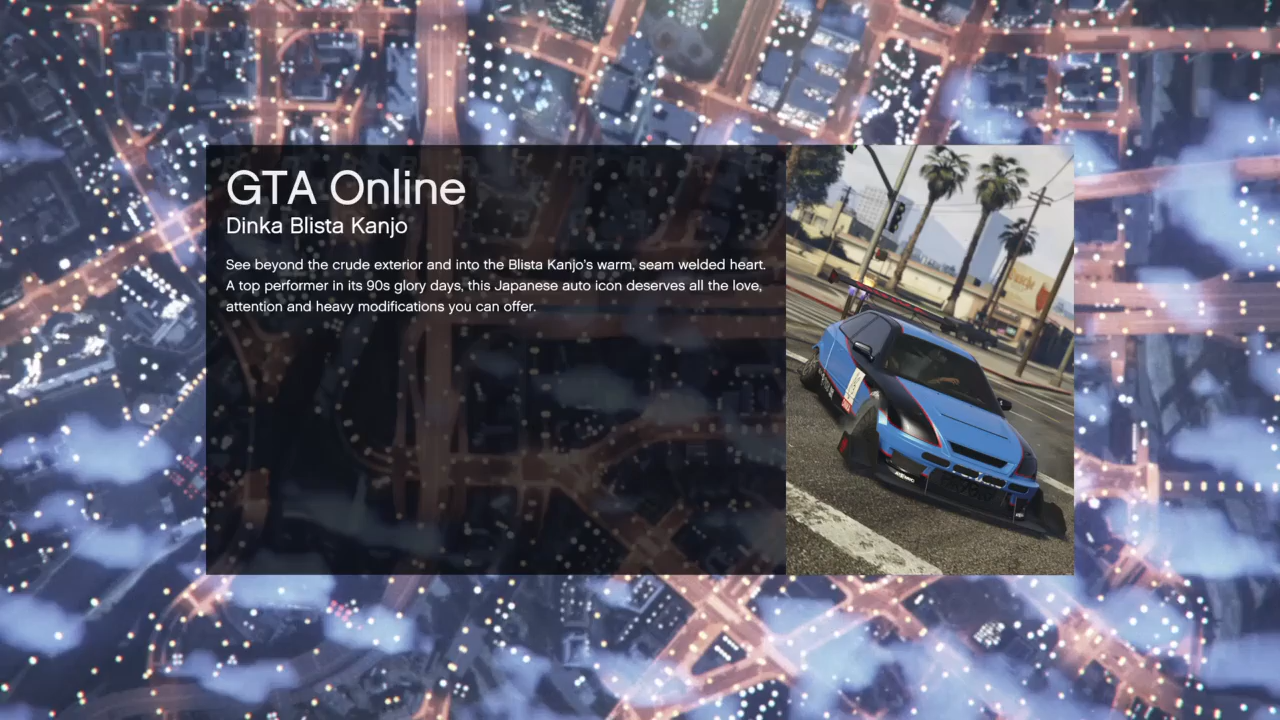 GTA Online
Dinka Blista Kanjo
See beyond the crude exterior and into the Blista Kanjo's warm, seam welded heart.
A top performer in its 90s glory days, this Japanese auto icon deserves all the love,
attention and heavy modifications you can offer.